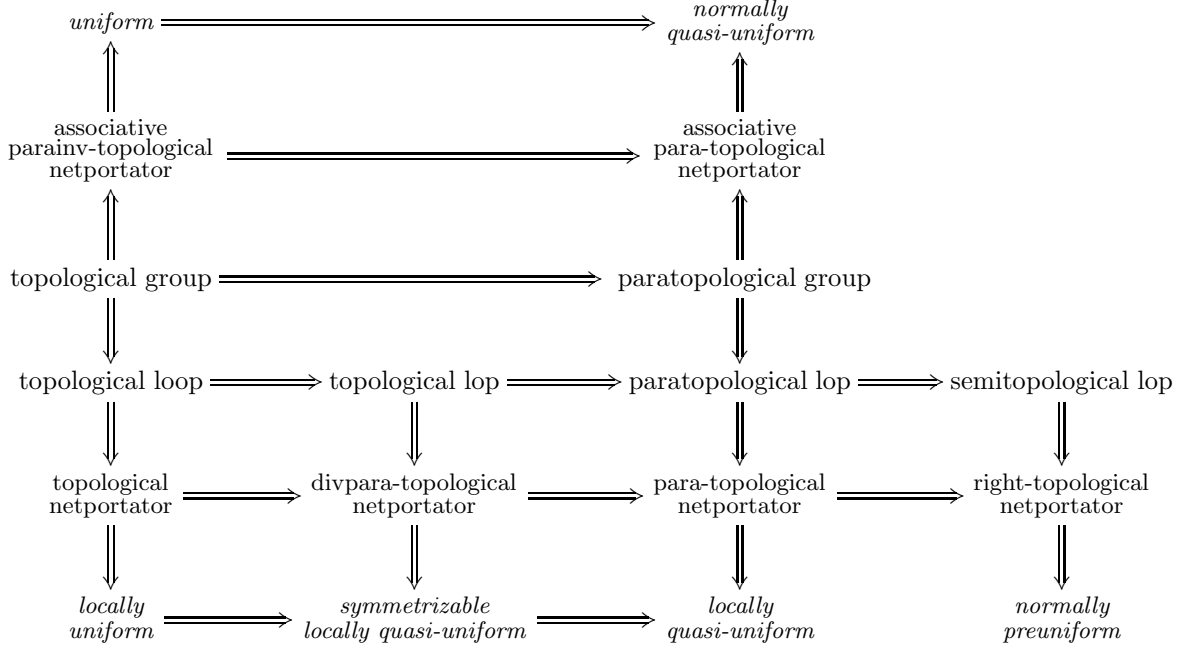 uniform
normally
quasi-uniform
associative
parainv-topological
netportator
associative
para-topological
netportator
topological group
paratopological group
topological loop
topological lop
paratopological lop
semitopological lop
topological
netportator
divpara-topological
netportator
para-topological
netportator
right-topological
netportator
locally
uniform
symmetrizable
locally quasi-uniform
locally
quasi-uniform
normally
preuniform